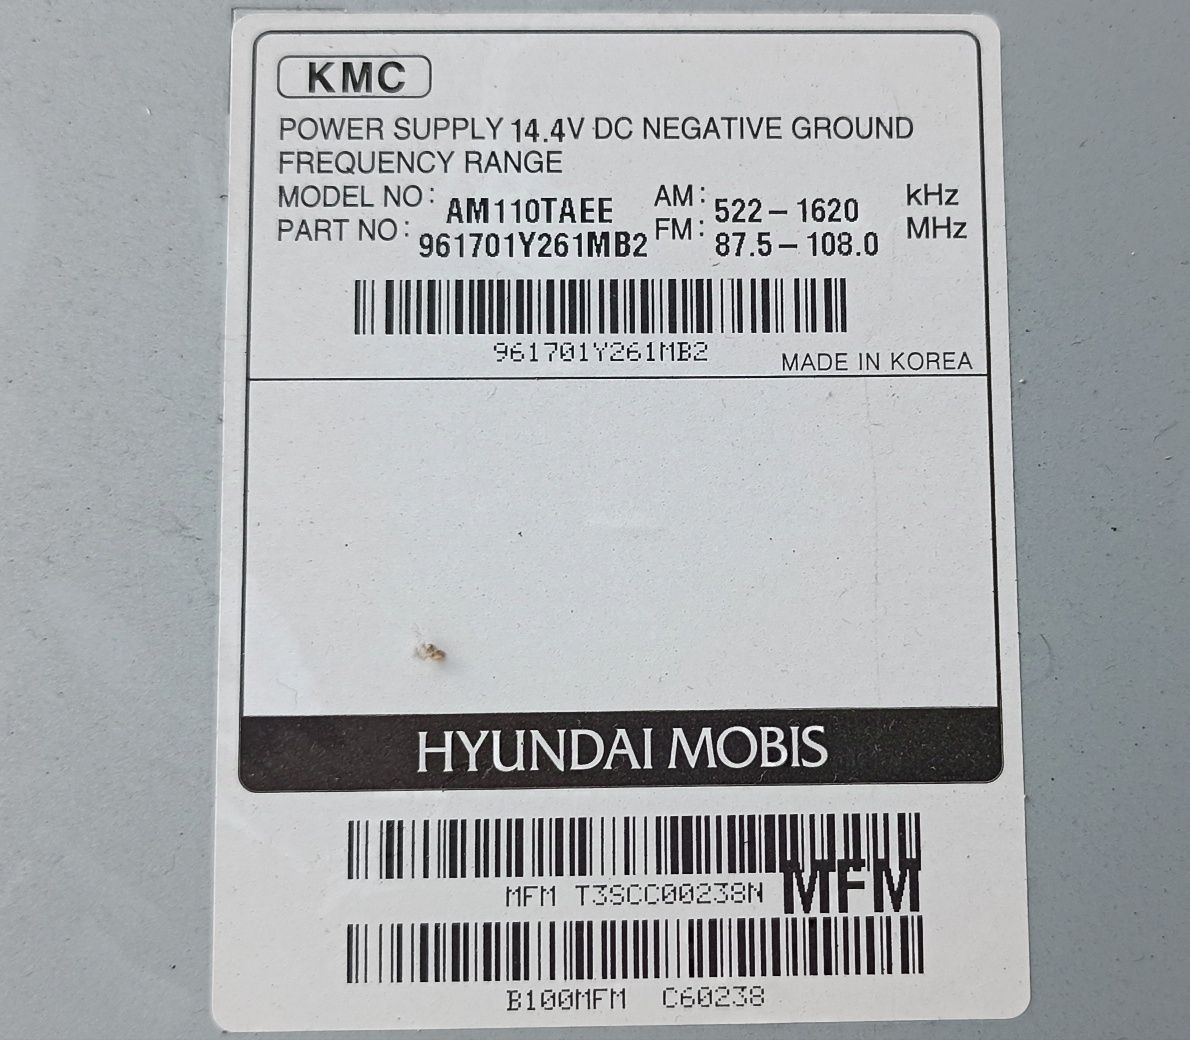 KMC
POWER SUPPLY 14.4V DC NEGATIVE GROUND
FREQUENCY RANGE
MODEL NO: AM110TAEE AM: 522-1620 kHz
PART NO: 961701Y261MB2 FM: 87.5-108.0 MHz
961701Y261MB2
MADE IN KOREA
HYUNDAI MOBIS
MFM T3SCC00238N MFM
B100MFM C60238